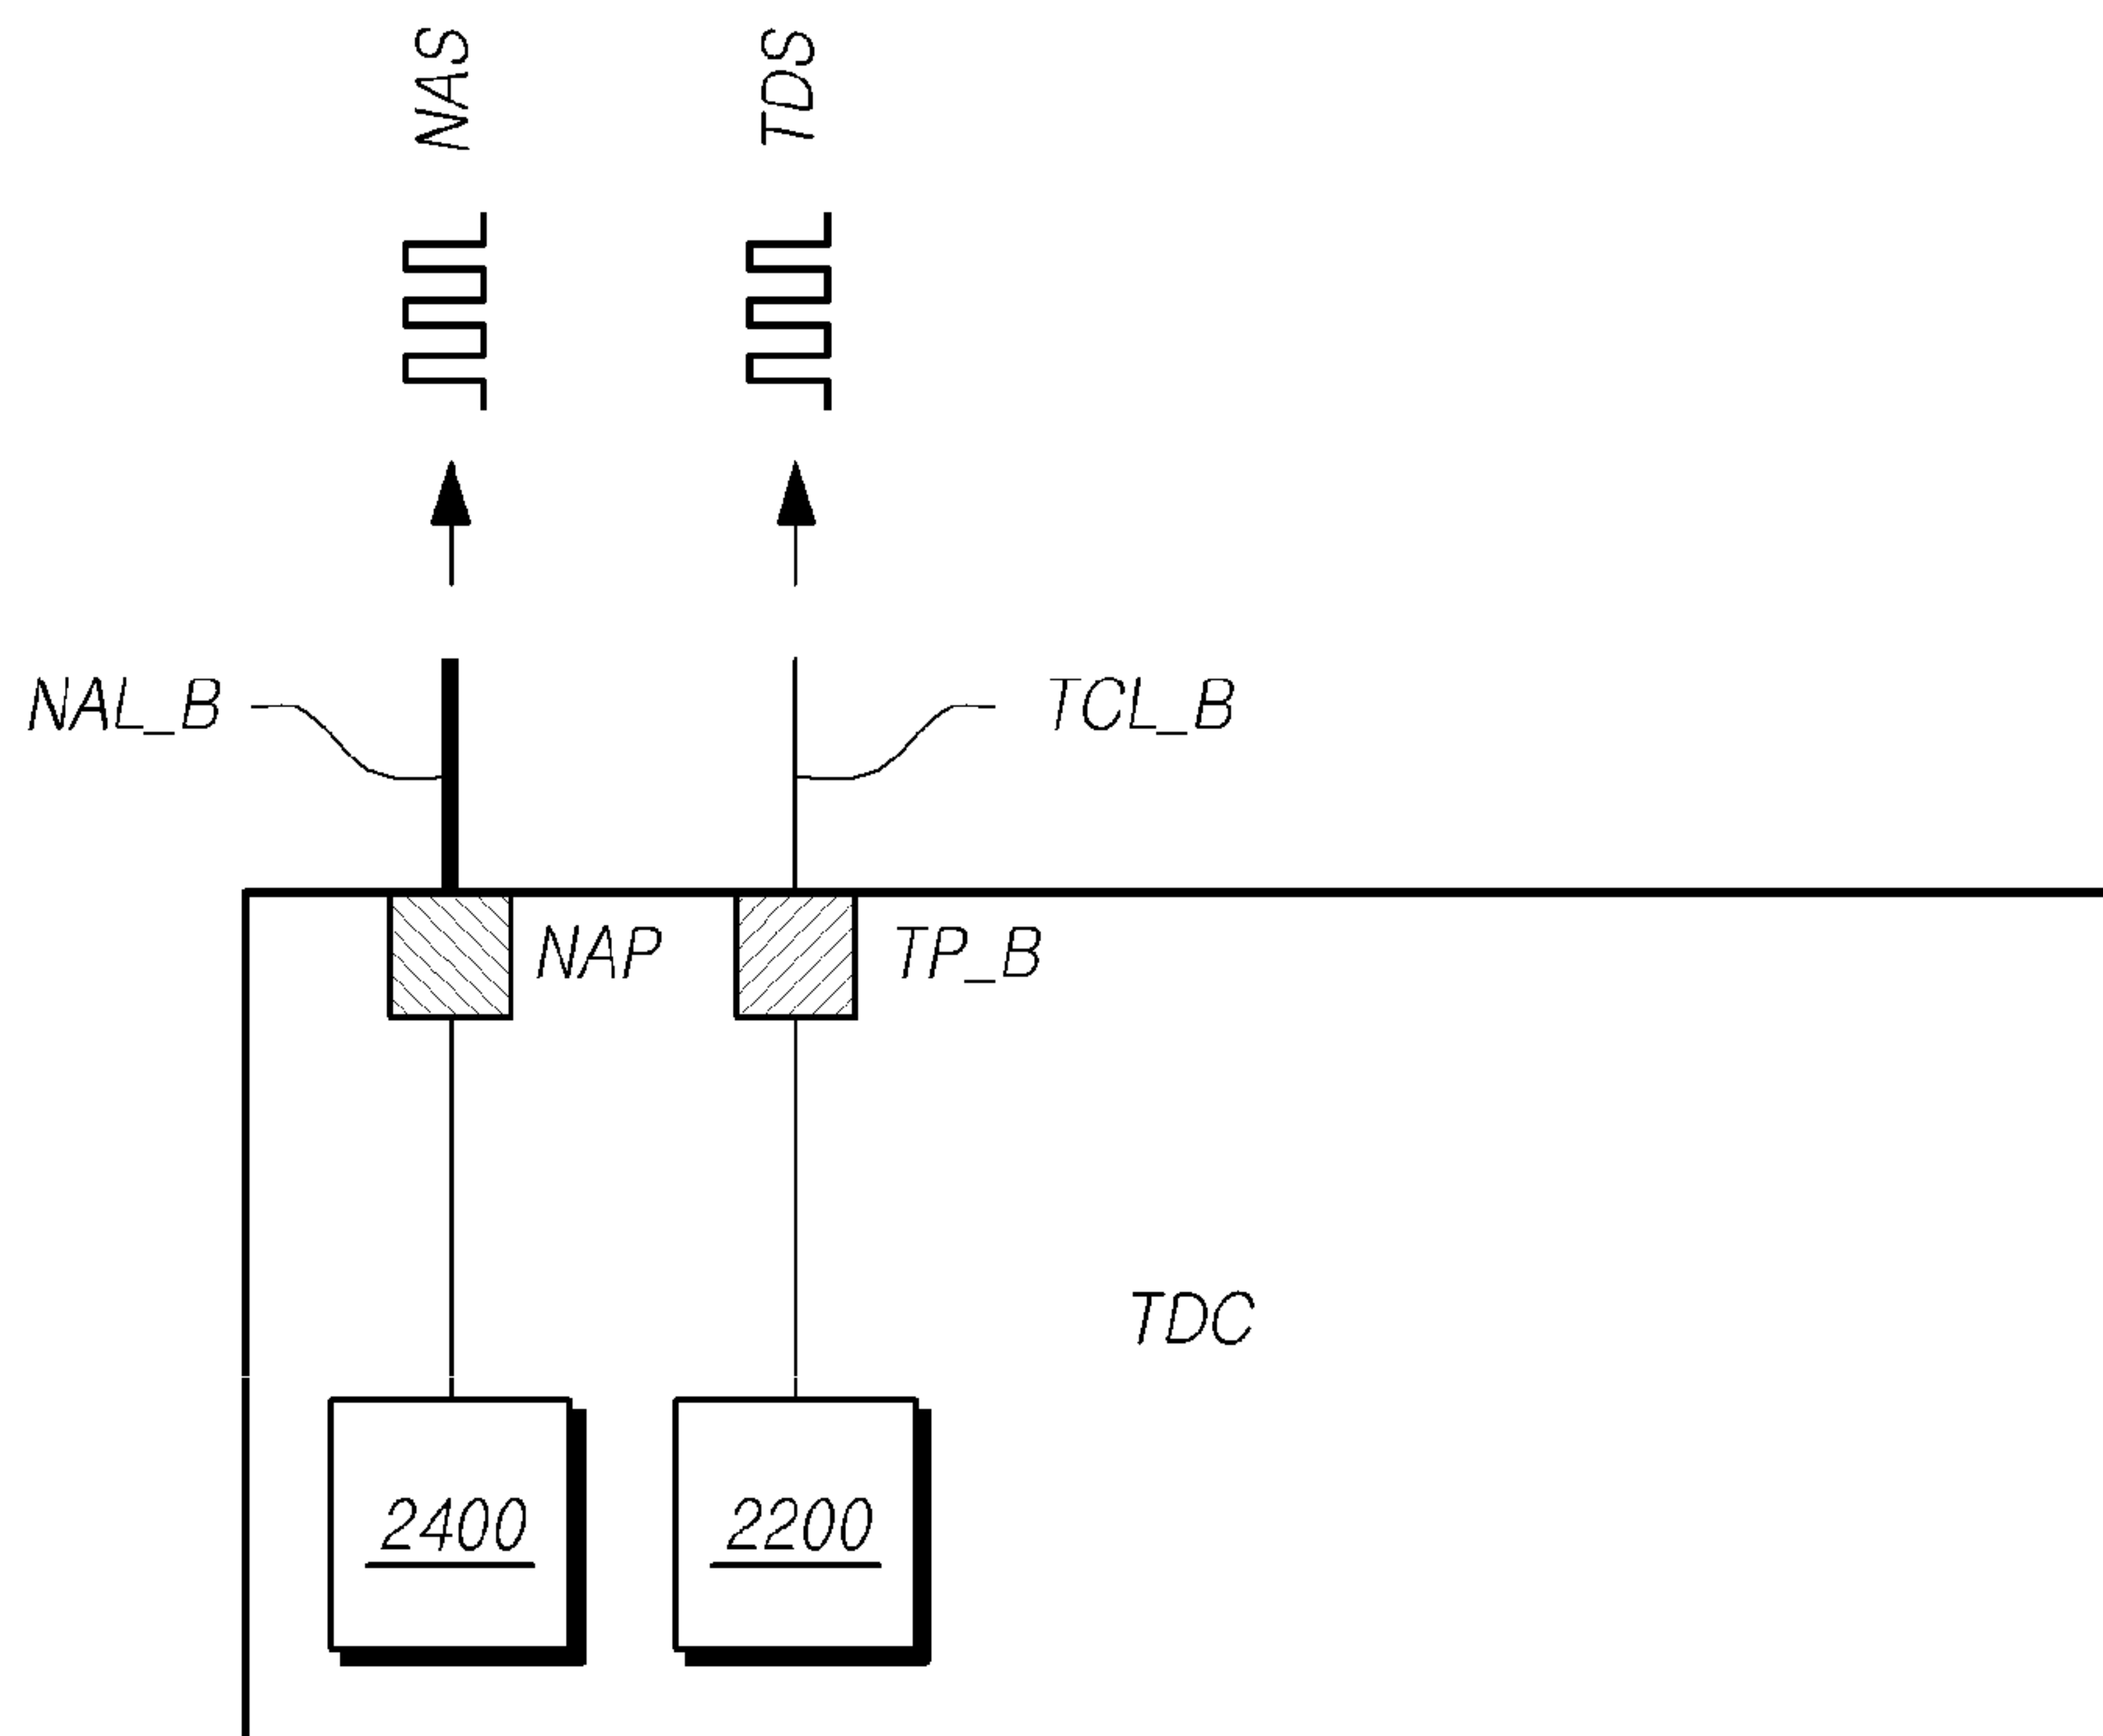 NAS
TDS
NAL_B
TCL_B
NAP
TP_B
TDC
2400
2200